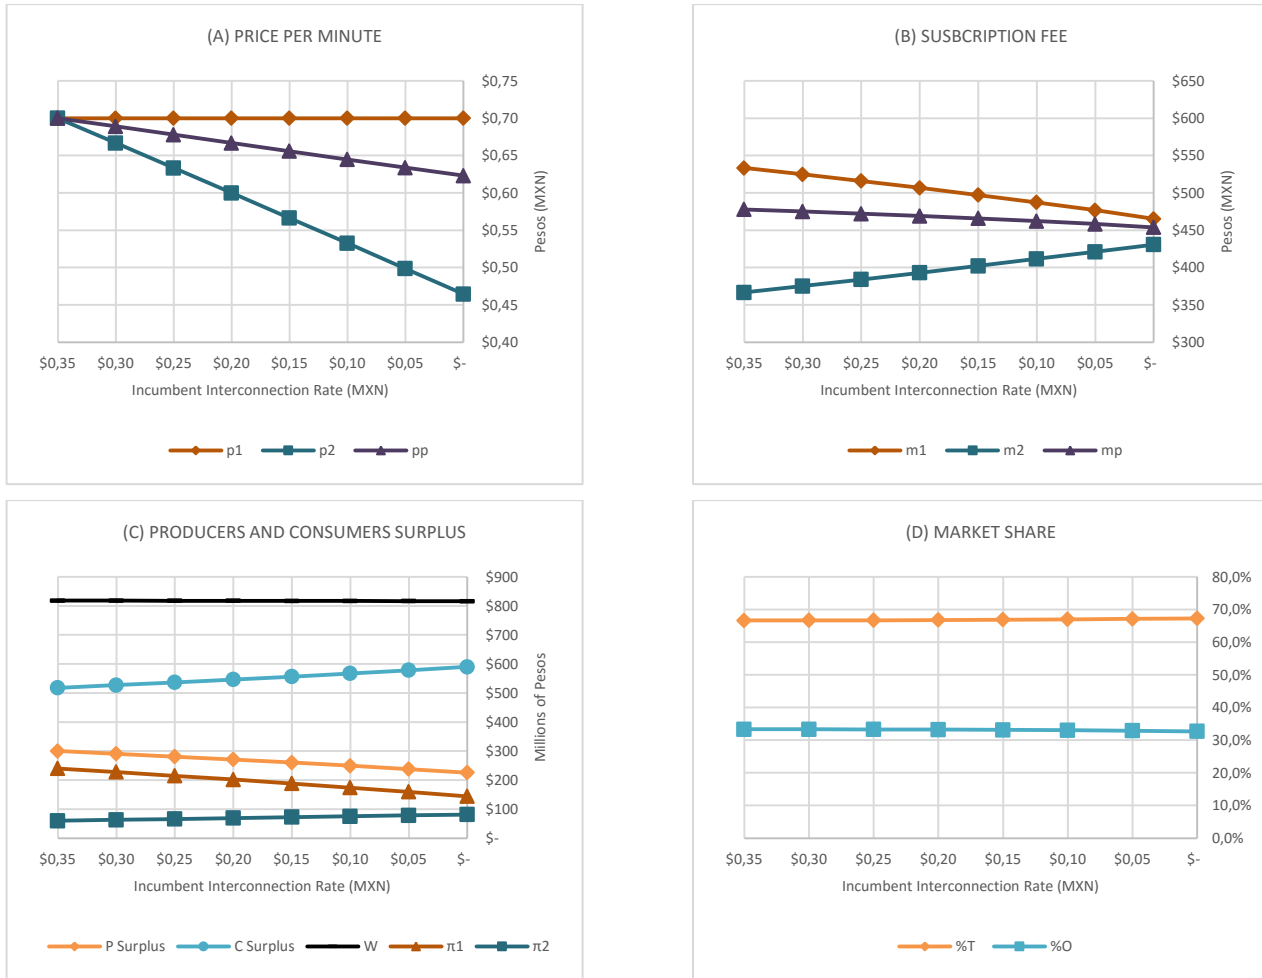 (A) PRICE PER MINUTE
$0,75
$0,70
$0,65
$0,60
$0,55
$0,50
$0,45
$0,40
Pesos (MXN)
$0,35 $0,30 $0,25 $0,20 $0,15 $0,10 $0,05 $-
Incumbent Interconnection Rate (MXN)
p1 p2 pp
(B) SUSBCRIPTION FEE
$650
$600
$550
$500
$450
$400
$350
$300
Pesos (MXN)
$0,35 $0,30 $0,25 $0,20 $0,15 $0,10 $0,05 $-
Incumbent Interconnection Rate (MXN)
m1 m2 mp
(C) PRODUCERS AND CONSUMERS SURPLUS
$900
$800
$700
$600
$500
$400
$300
$200
$100
$-
Millions of Pesos
$0,35 $0,30 $0,25 $0,20 $0,15 $0,10 $0,05 $-
Incumbent Interconnection Rate (MXN)
P Surplus C Surplus W π1 π2
(D) MARKET SHARE
80,0%
70,0%
60,0%
50,0%
40,0%
30,0%
20,0%
10,0%
0,0%
$0,35 $0,30 $0,25 $0,20 $0,15 $0,10 $0,05 $-
Incumbent Interconnection Rate (MXN)
%T %O